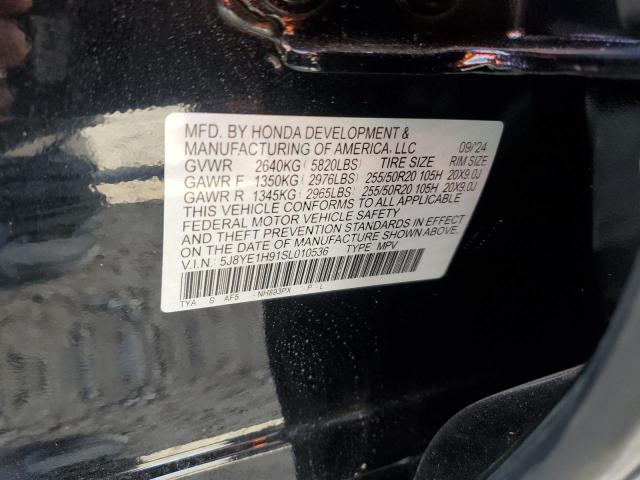 MFD. BY HONDA DEVELOPMENT &
MANUFACTURING OF AMERICA, LLC 09/24
GVWR 2640KG 5820LBS TIRE SIZE RIM SIZE
GAWR F 1350KG 2976LBS 255/50R20 105H 20X9.0J
GAWR R 1345KG 2965LBS 255/50R20 105H 20X9.0J
THIS VEHICLE CONFORMS TO ALL APPLICABLE
FEDERAL MOTOR VEHICLE SAFETY
AND THEFT PREVENTION STANDARDS IN EFFECT
ON THE DATE OF MANUFACTURE SHOWN ABOVE.
V.I.N.: 5J8YE1H91SL010536 TYPE: MPV
TYA S AF5 - NH893PX P - L